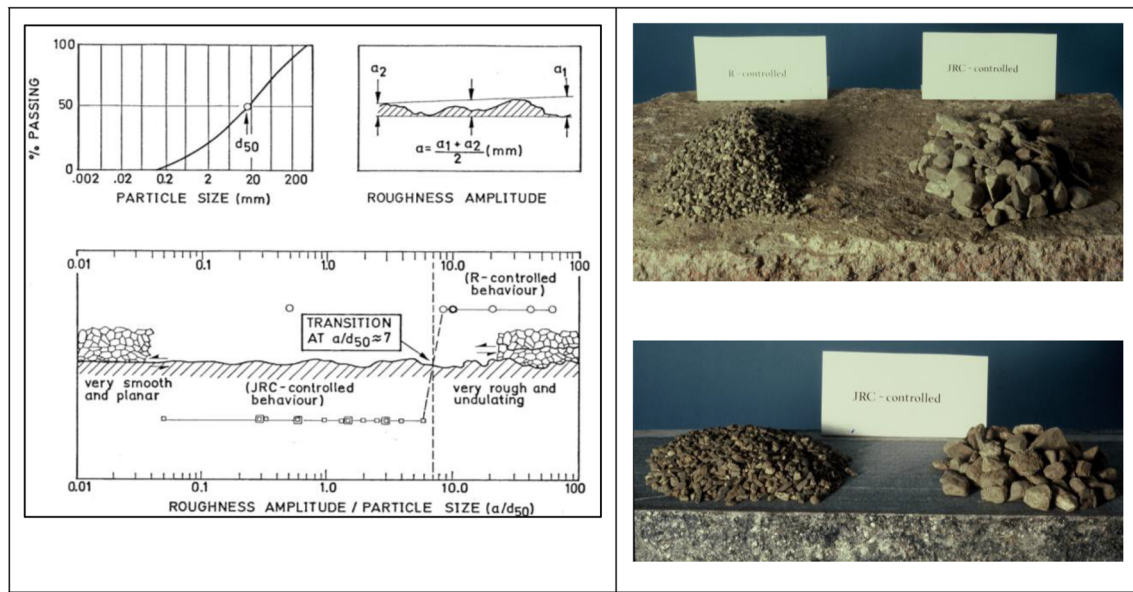 100
50
0
% PASSING
d50
.002 .02 0.2 2 20 200
PARTICLE SIZE (mm)
a2
a1
a = a1 + a2 / 2 (mm)
ROUGHNESS AMPLITUDE
0.01 0.1 1.0 10.0 100
(R-controlled
behaviour)
TRANSITION
AT a/d50≈7
very smooth
and planar
(JRC-controlled
behaviour)
very rough and
undulating
0.01 0.1 1.0 10.0 100
ROUGHNESS AMPLITUDE / PARTICLE SIZE (a/d50)
R-controlled
JRC-controlled
JRC-controlled